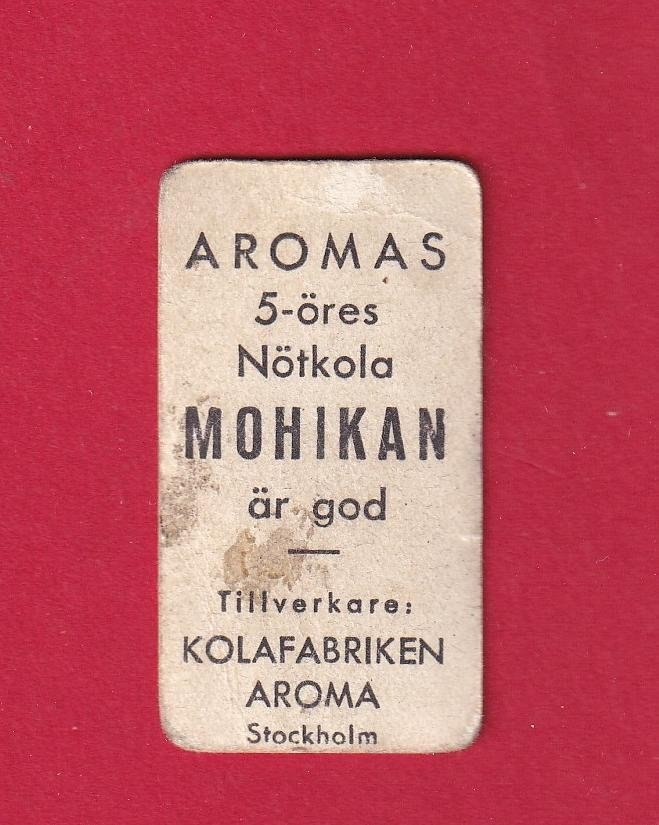 AROMAS
5-öres
Nötkola
MOHIKAN
är god
Tillverkare:
KOLAFABRIKEN
AROMA
Stockholm